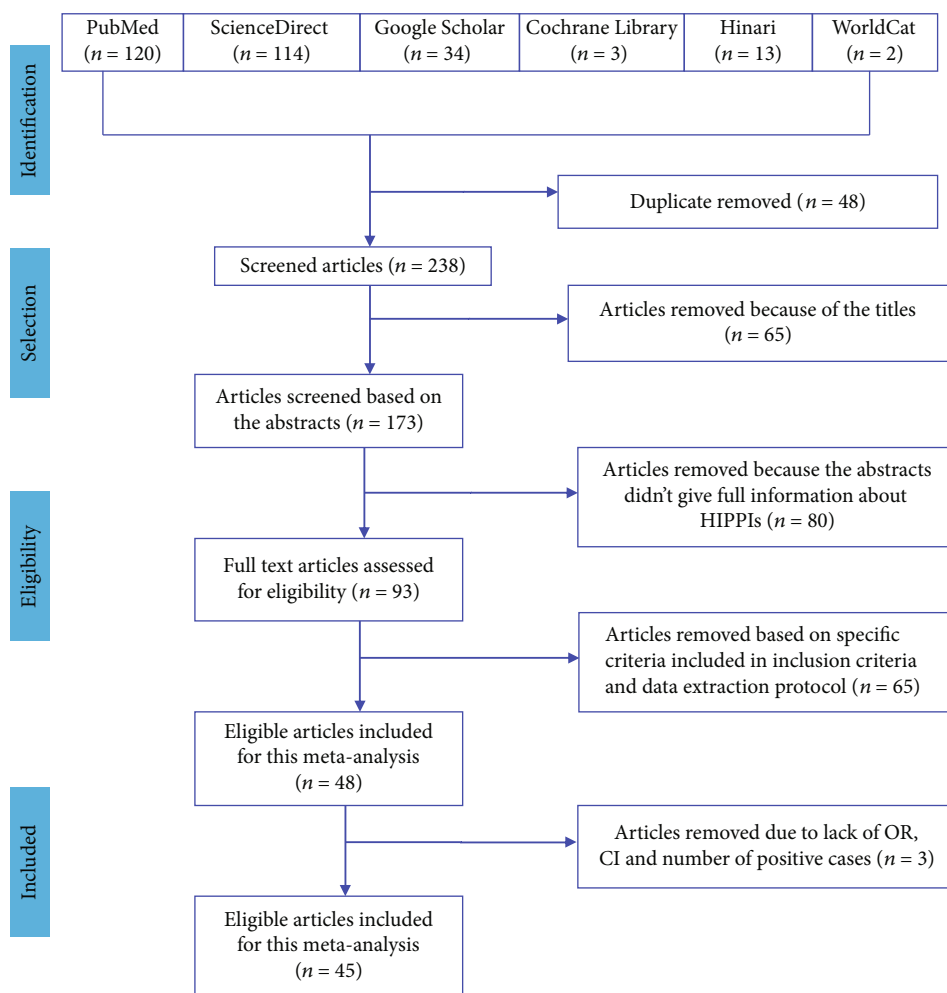 PubMed
(n = 120)
ScienceDirect
(n = 114)
Google Scholar
(n = 34)
Cochrane Library
(n = 3)
Hinari
(n = 13)
WorldCat
(n = 2)
Identification
Duplicate removed (n = 48)
Selection
Screened articles (n = 238)
Articles removed because of the titles
(n = 65)
Articles screened based on
the abstracts (n = 173)
Articles removed because the abstracts
didn't give full information about
HIPPIs (n = 80)
Eligibility
Full text articles assessed
for eligibility (n = 93)
Articles removed based on specific
criteria included in inclusion criteria
and data extraction protocol (n = 65)
Eligible articles included
for this meta-analysis
(n = 48)
Included
Articles removed due to lack of OR,
CI and number of positive cases (n = 3)
Eligible articles included
for this meta-analysis
(n = 45)